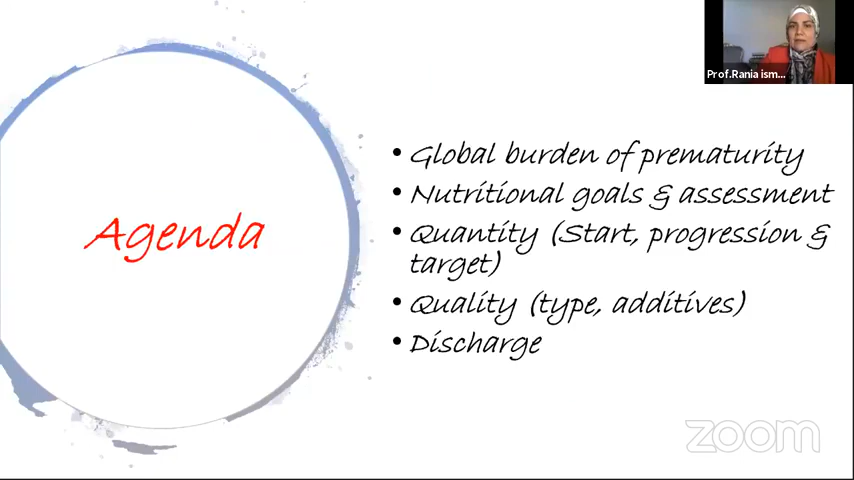 Prof.Rania ism...
Agenda
• Global burden of prematurity
• Nutritional goals & assessment
• Quantity (Start, progression &
target)
• Quality (type, additives)
• Discharge
zoom